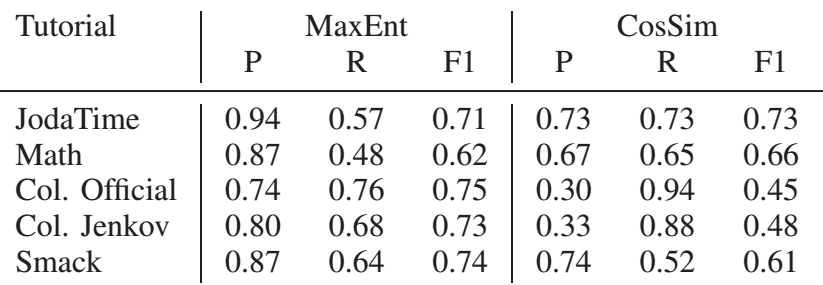 Tutorial MaxEnt CosSim
P R F1 P R F1
JodaTime 0.94 0.57 0.71 0.73 0.73 0.73
Math 0.87 0.48 0.62 0.67 0.65 0.66
Col. Official 0.74 0.76 0.75 0.30 0.94 0.45
Col. Jenkov 0.80 0.68 0.73 0.33 0.88 0.48
Smack 0.87 0.64 0.74 0.74 0.52 0.61